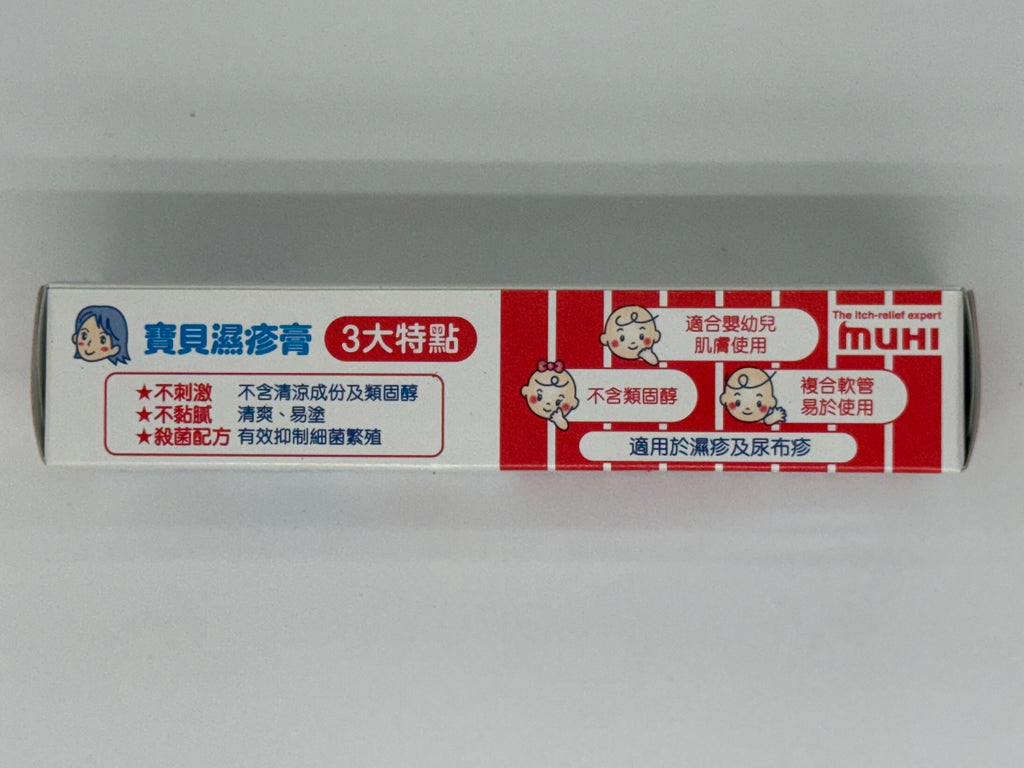 寶貝濕疹膏 3大特點
★不刺激 不含清涼成份及類固醇
★不黏膩 清爽、易塗
★殺菌配方 有效抑制細菌繁殖
適合嬰幼兒
肌膚使用
The itch-relief expert
MUHI
不含類固醇
複合軟管
易於使用
適用於濕疹及尿布疹